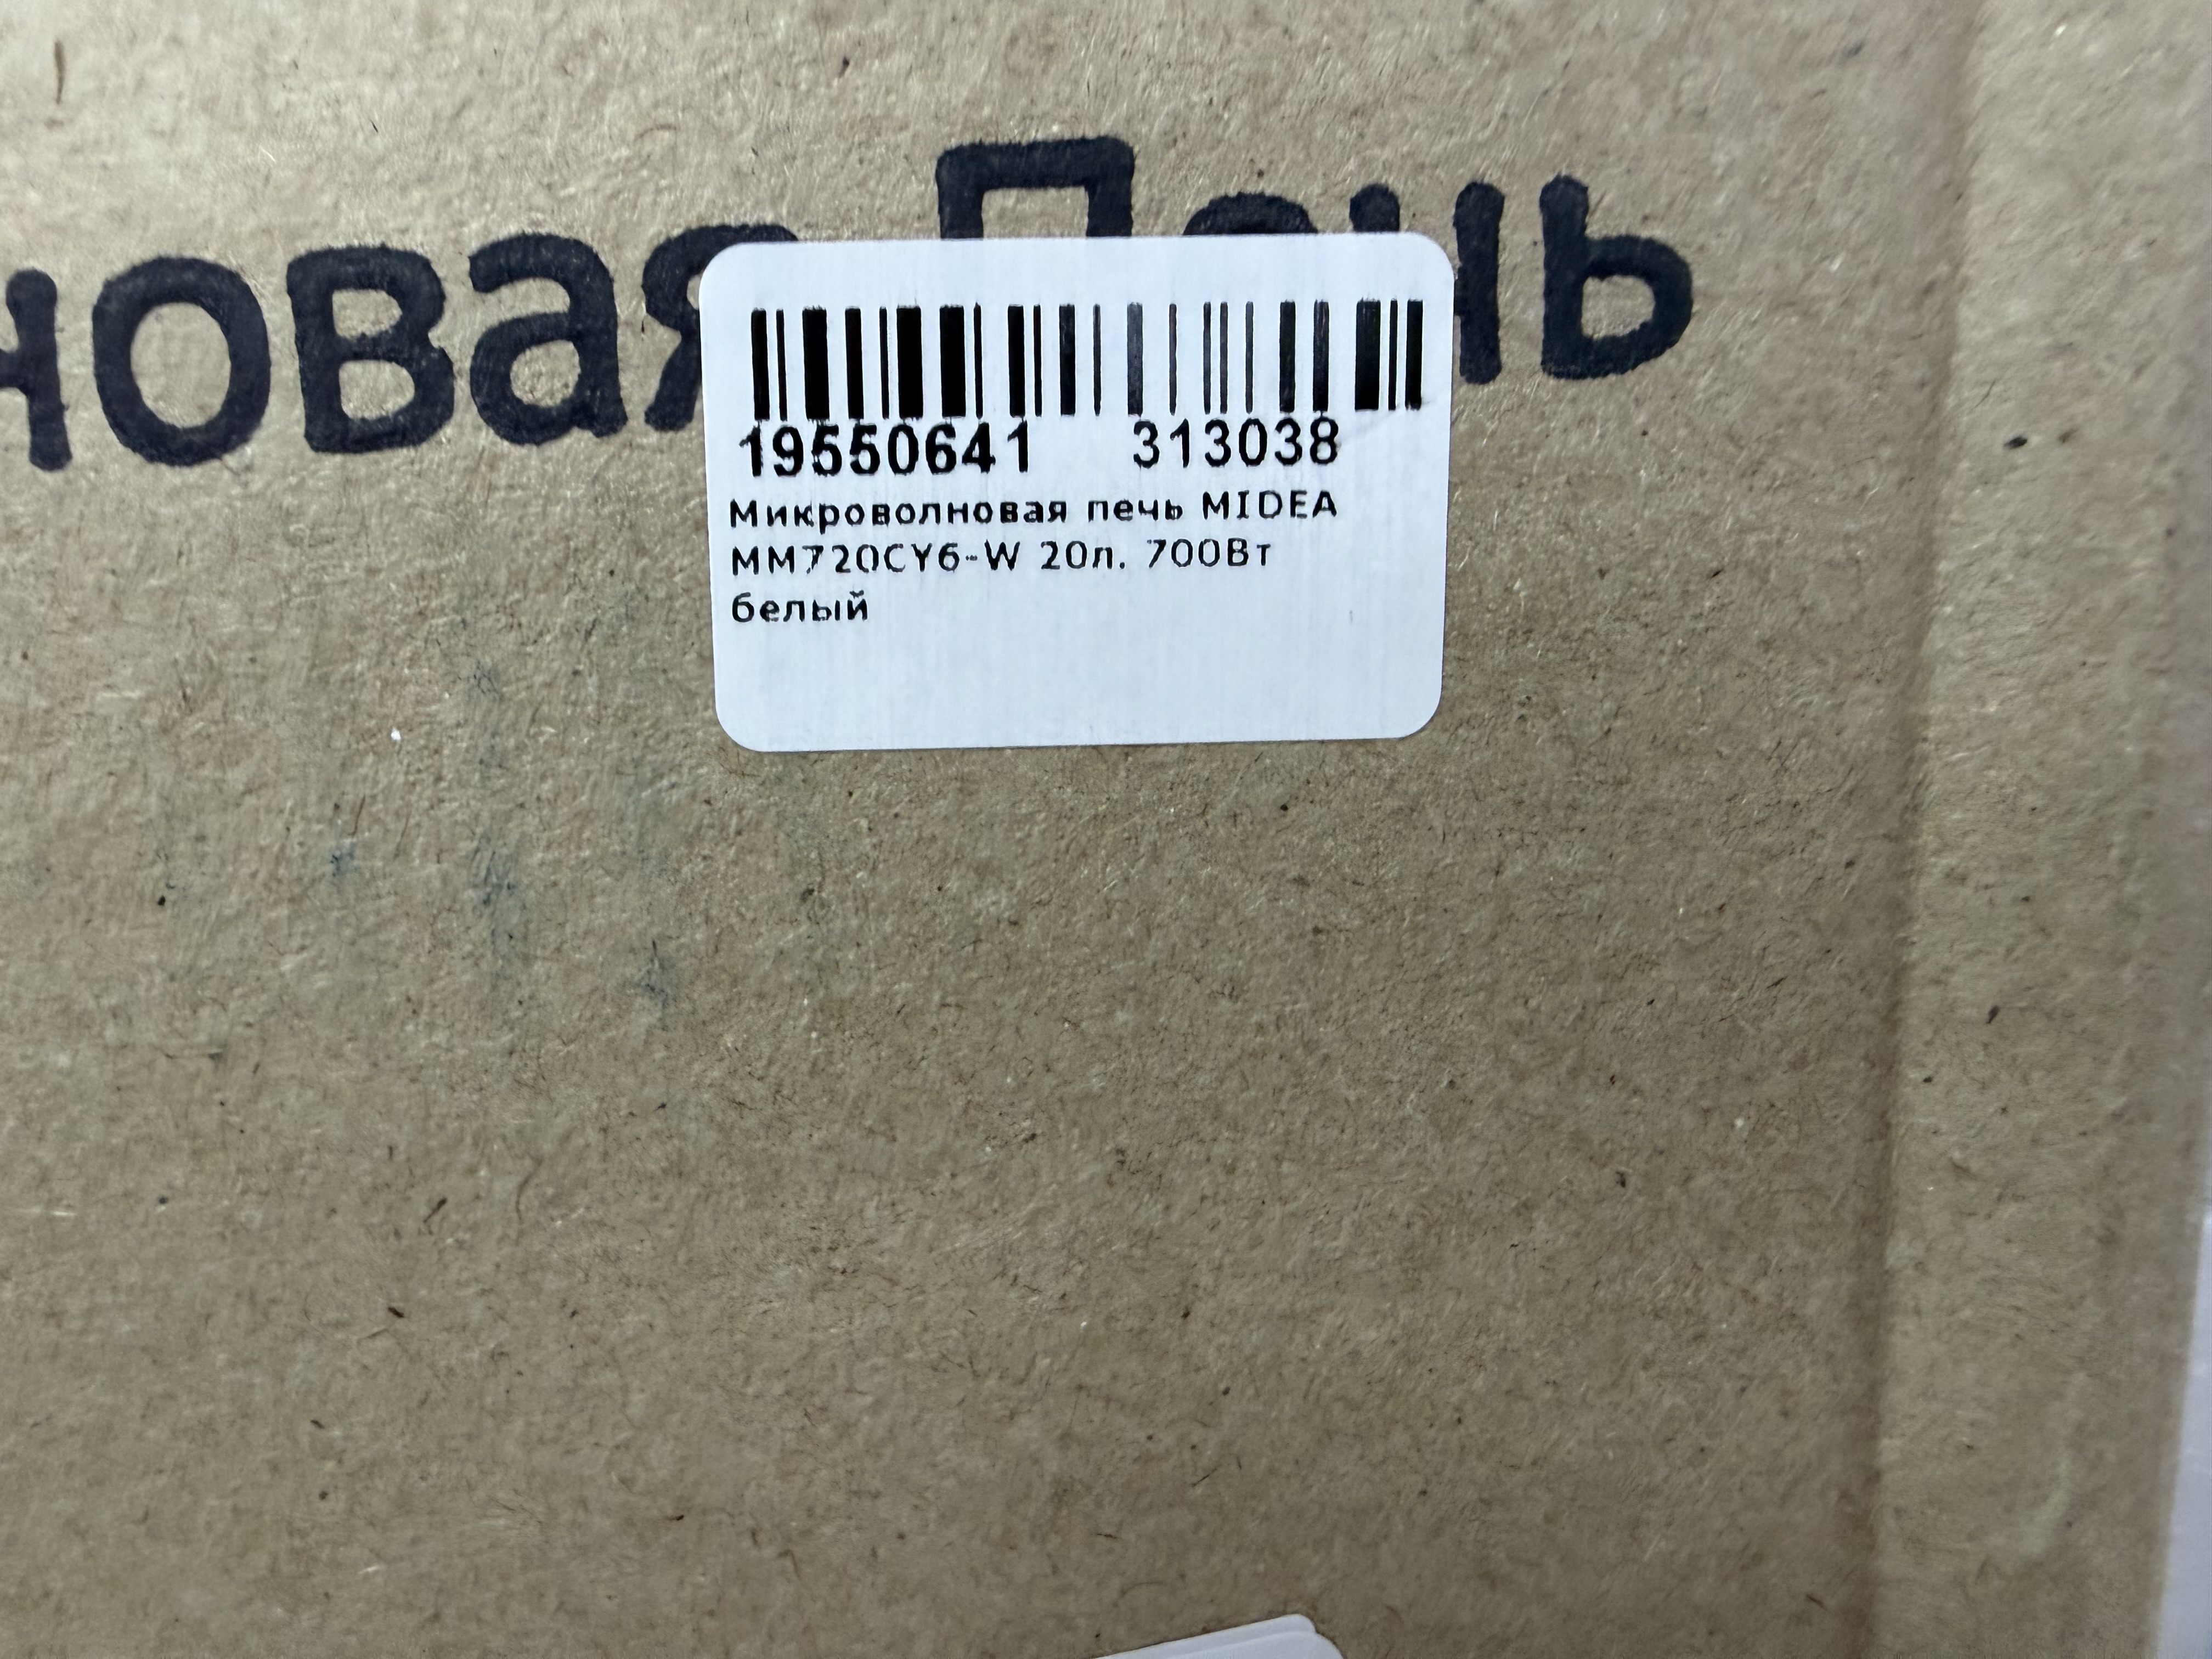 новая Печь
19550641 313038
Микроволновая печь MIDEA
MM720CY6-W 20л. 700Вт
белый